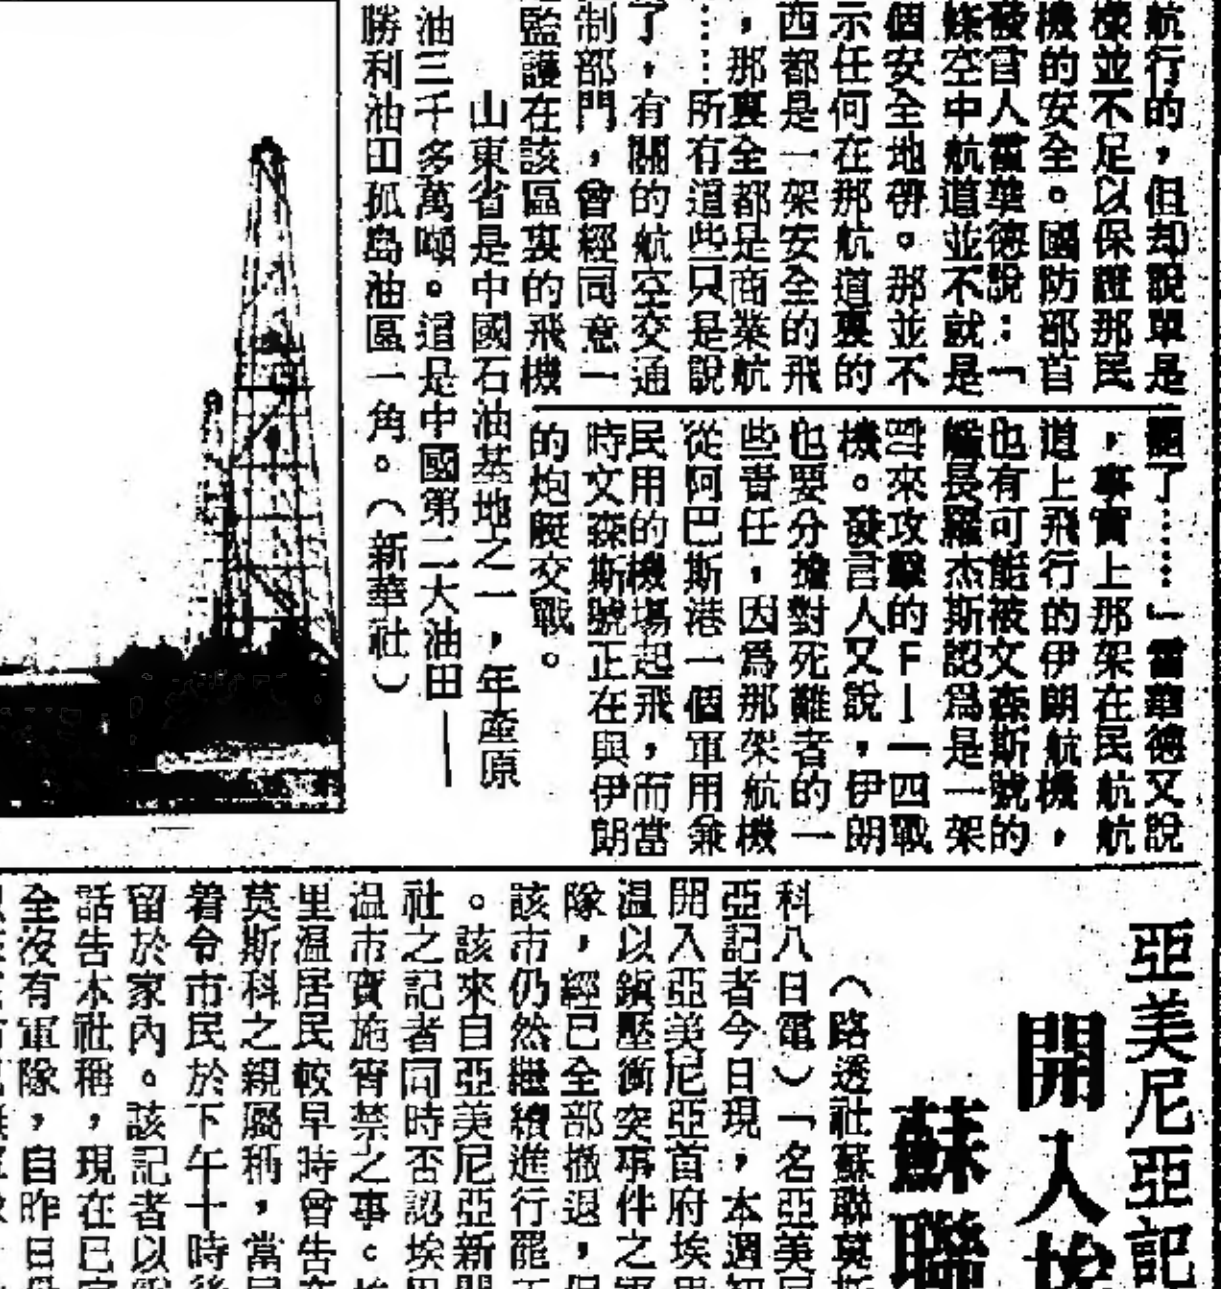 航行的，但却說單是
樣並不足以保證那民
機的安全。國防部首
發言人霍華德說：「
條空中航道並不就是
個安全地帶。那並不
示任何在那航道裏的
西都是一架安全的飛
，那裏全都是商業航
……所有這些只是說
了，有關的航空交通
制部門，曾經同意一
監護在該區裏的飛機
題了……」霍華德又說
，事實上那架在民航航
道上飛行的伊朗航機，
也有可能被文森斯號的
艦長羅杰斯認爲是一架
來攻擊的F—一四戰
機。發言人又說，伊朗
也要分擔對死難者的一
些責任，因爲那架航機
從阿巴斯港一個軍用兼
民用的機場起飛，而當
時文森斯號正在與伊朗
的炮艇交戰。
山東省是中國石油基地之一，年產原
油三千多萬噸。這是中國第二大油田——
勝利油田孤島油區一角。（新華社）
亞美尼亞記
開入埃
蘇聯
（路透社蘇聯莫斯
科八日電）「名亞美尼
亞記者今日現，本週初
開入亞美尼亞首府埃里
温以鎮壓衝突事件之軍
隊，經已全部撤退，但
該市仍然繼續進行罷工
。該來自亞美尼亞新聞
社之記者同時否認埃里
温市實施宵禁之事。
里温居民較早時曾告
莫斯科之親屬稱，當局
着令市民於下午十時後
留於家內。該記者以
話告本社稱，現在已
全沒有軍隊，自昨日